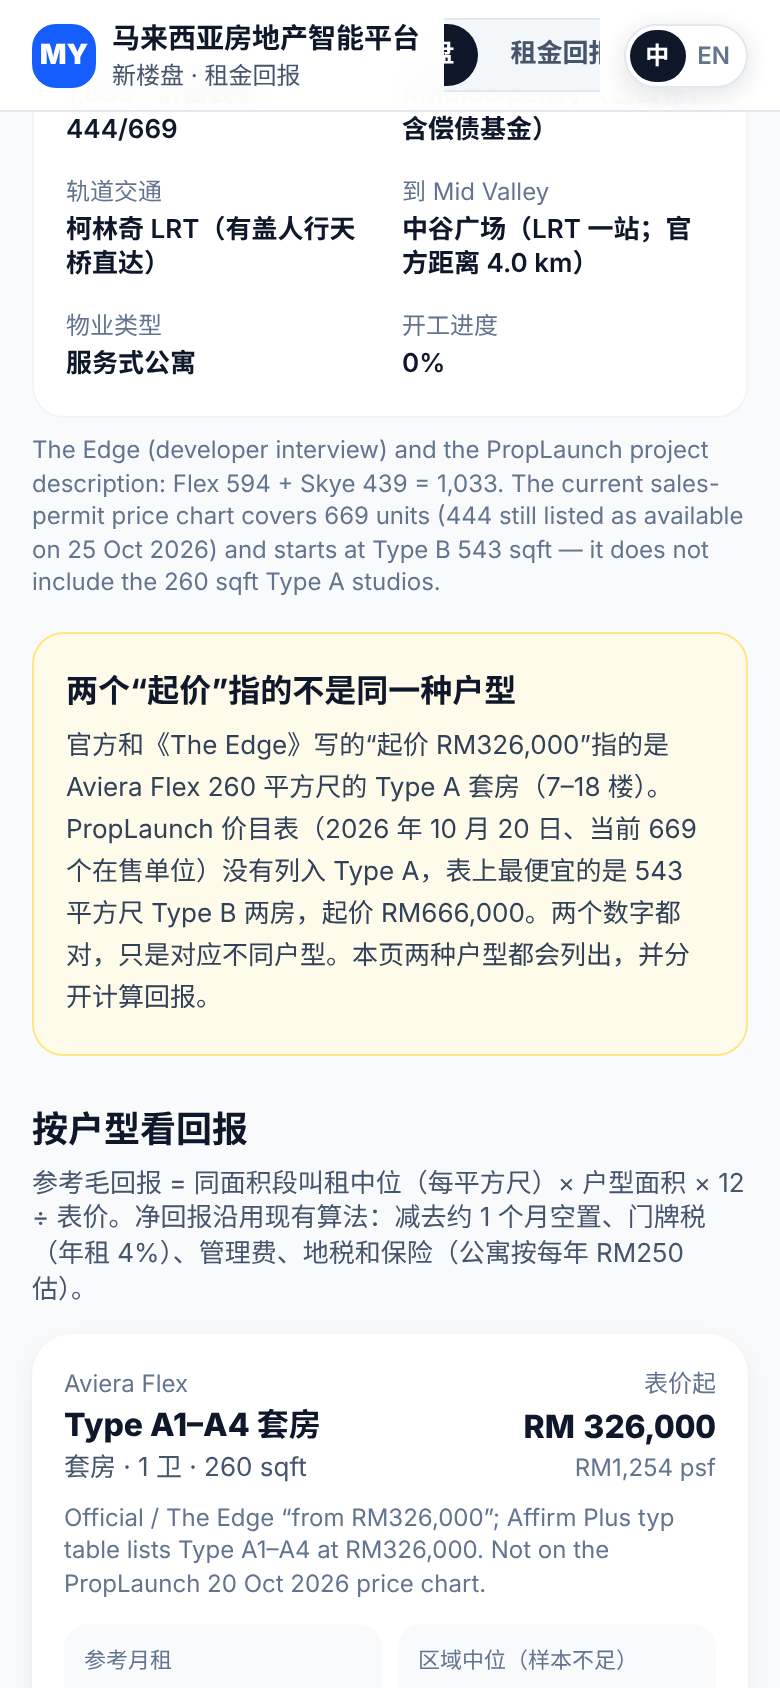 MY
马来西亚房地产智能平台
新楼盘 · 租金回报
盘
租金回报
中
EN
444/669
含偿债基金）
轨道交通
到 Mid Valley
柯林奇 LRT（有盖人行天
桥直达）
中谷广场（LRT 一站；官
方距离 4.0 km）
物业类型
开工进度
服务式公寓
0%
The Edge (developer interview) and the PropLaunch project
description: Flex 594 + Skye 439 = 1,033. The current sales-
permit price chart covers 669 units (444 still listed as available
on 25 Oct 2026) and starts at Type B 543 sqft — it does not
include the 260 sqft Type A studios.
两个“起价”指的不是同一种户型
官方和《The Edge》写的“起价 RM326,000”指的是
Aviera Flex 260 平方尺的 Type A 套房（7–18 楼）。
PropLaunch 价目表（2026 年 10 月 20 日、当前 669
个在售单位）没有列入 Type A，表上最便宜的是 543
平方尺 Type B 两房，起价 RM666,000。两个数字都
对，只是对应不同户型。本页两种户型都会列出，并分
开计算回报。
按户型看回报
参考毛回报 = 同面积段叫租中位（每平方尺）× 户型面积 × 12
÷ 表价。净回报沿用现有算法：减去约 1 个月空置、门牌税
（年租 4%）、管理费、地税和保险（公寓按每年 RM250
估）。
Aviera Flex
表价起
Type A1–A4 套房
RM 326,000
套房 · 1 卫 · 260 sqft
RM1,254 psf
Official / The Edge “from RM326,000”; Affirm Plus typ
table lists Type A1–A4 at RM326,000. Not on the
PropLaunch 20 Oct 2026 price chart.
参考月租
区域中位（样本不足）